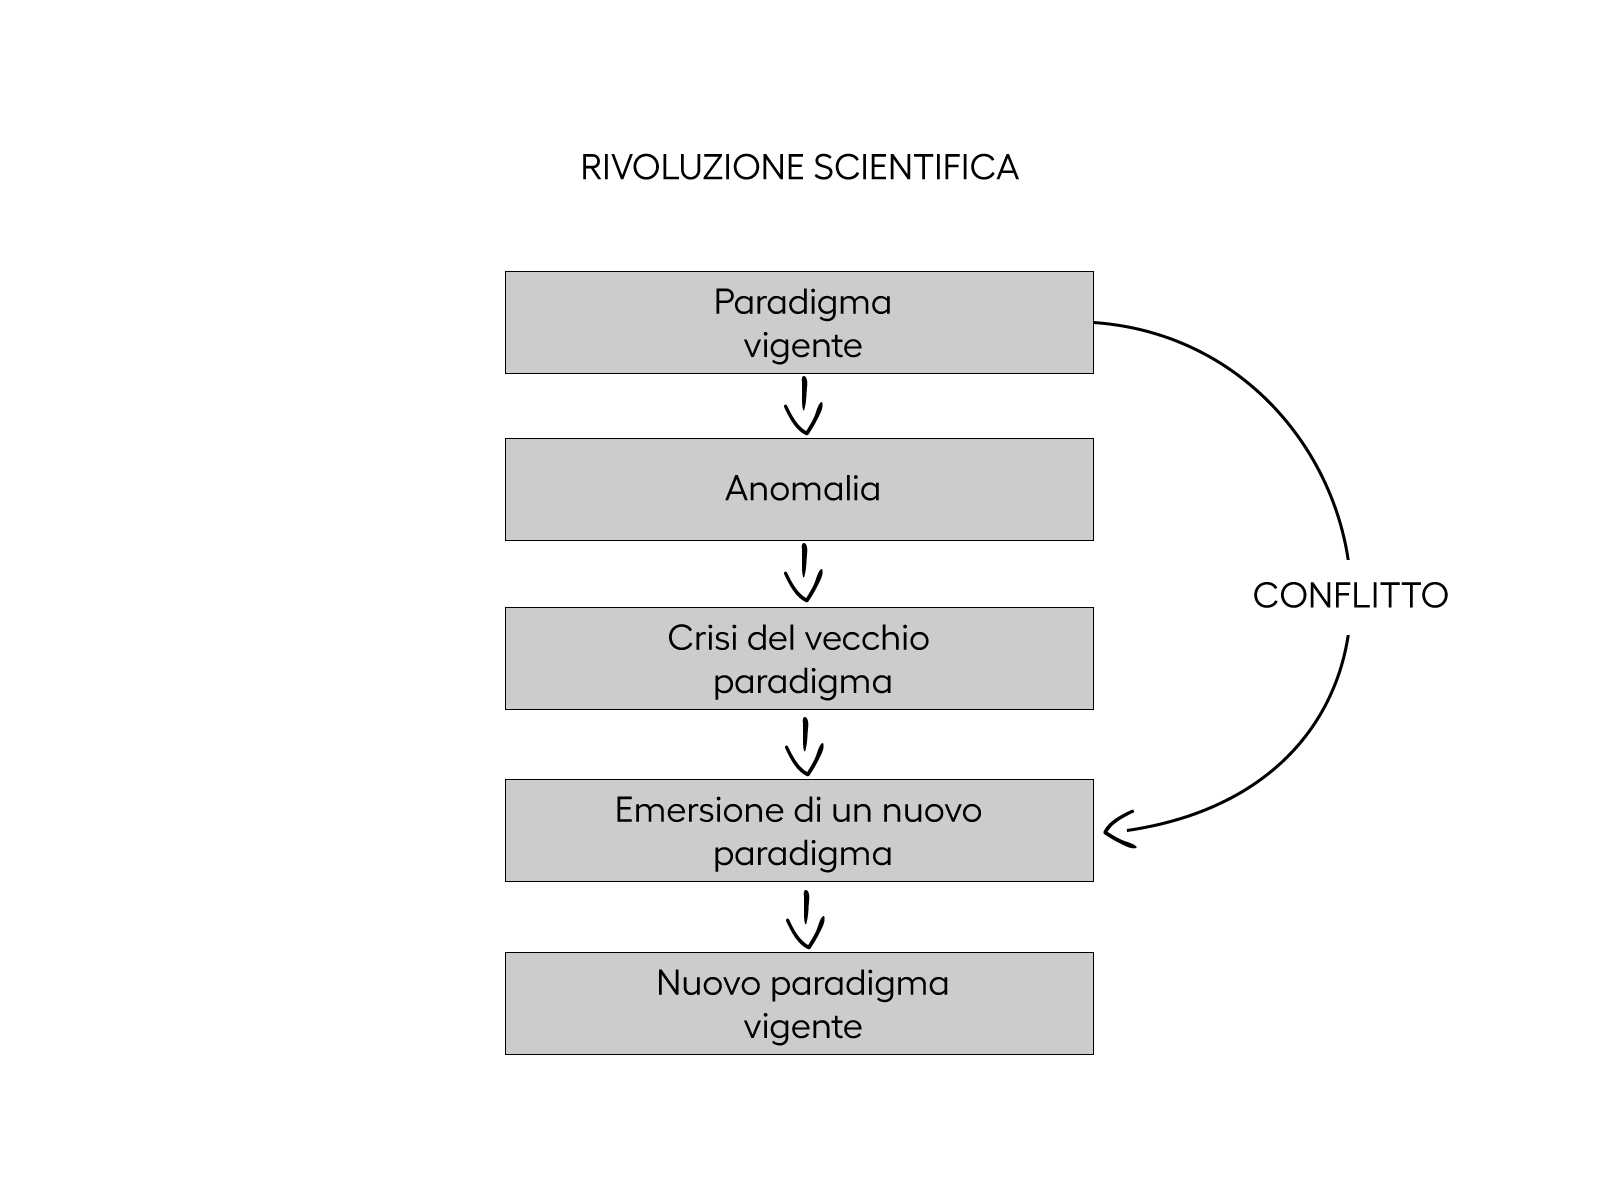 RIVOLUZIONE SCIENTIFICA
Paradigma
vigente
Anomalia
CONFLITTO
Crisi del vecchio
paradigma
Emersione di un nuovo
paradigma
Nuovo paradigma
vigente